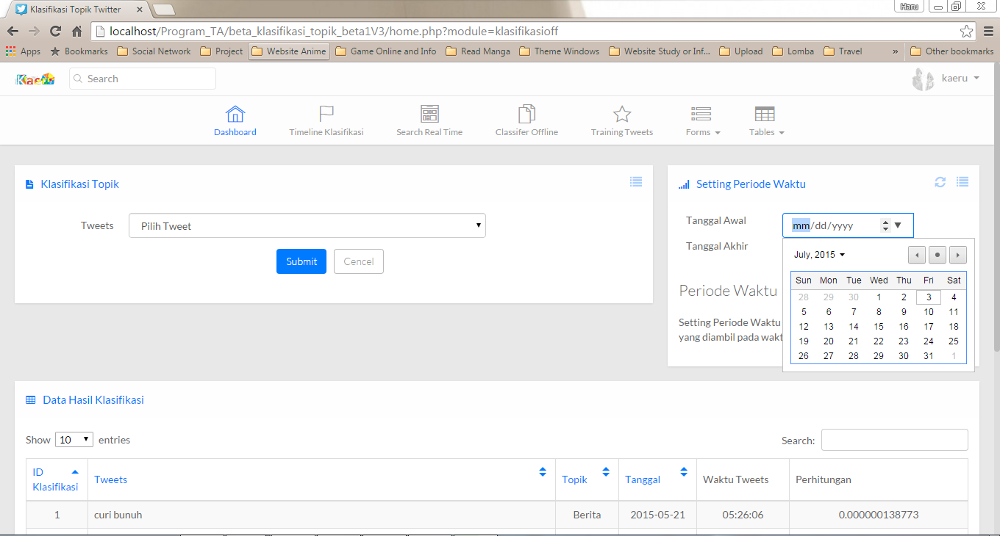 Klasifikasi Topik Twitter
Haru
localhost/Program_TA/beta_klasifikasi_topik_beta1V3/home.php?module=klasifikasioff
Apps Bookmarks Social Network Project Website Anime Game Online and Info Read Manga Theme Windows Website Study or Inf... Upload Lomba Travel » Other bookmarks
Search
kaeru
Dashboard Timeline Klasifikasi Search Real Time Classifer Offline Training Tweets Forms Tables
Klasifikasi Topik
Tweets Pilih Tweet
Submit Cencel
Setting Periode Waktu
Tanggal Awal mm/dd/yyyy
Tanggal Akhir
July, 2015
Sun Mon Tue Wed Thu Fri Sat
28 29 30 1 2 3 4
5 6 7 8 9 10 11
12 13 14 15 16 17 18
19 20 21 22 23 24 25
26 27 28 29 30 31 1
Periode Waktu
Setting Periode Waktu
yang diambil pada wakt
Data Hasil Klasifikasi
Show 10 entries
Search:
ID Klasifikasi Tweets Topik Tanggal Waktu Tweets Perhitungan
1 curi bunuh Berita 2015-05-21 05:26:06 0.000000138773